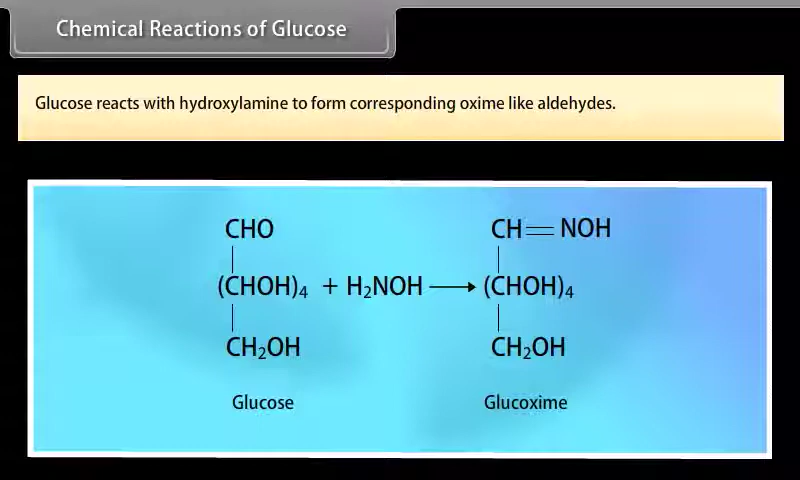 Chemical Reactions of Glucose
Glucose reacts with hydroxylamine to form corresponding oxime like aldehydes.
CHO CH═NOH
(CHOH)₄ + H₂NOH ⟶ (CHOH)₄
CH₂OH CH₂OH
Glucose Glucoxime